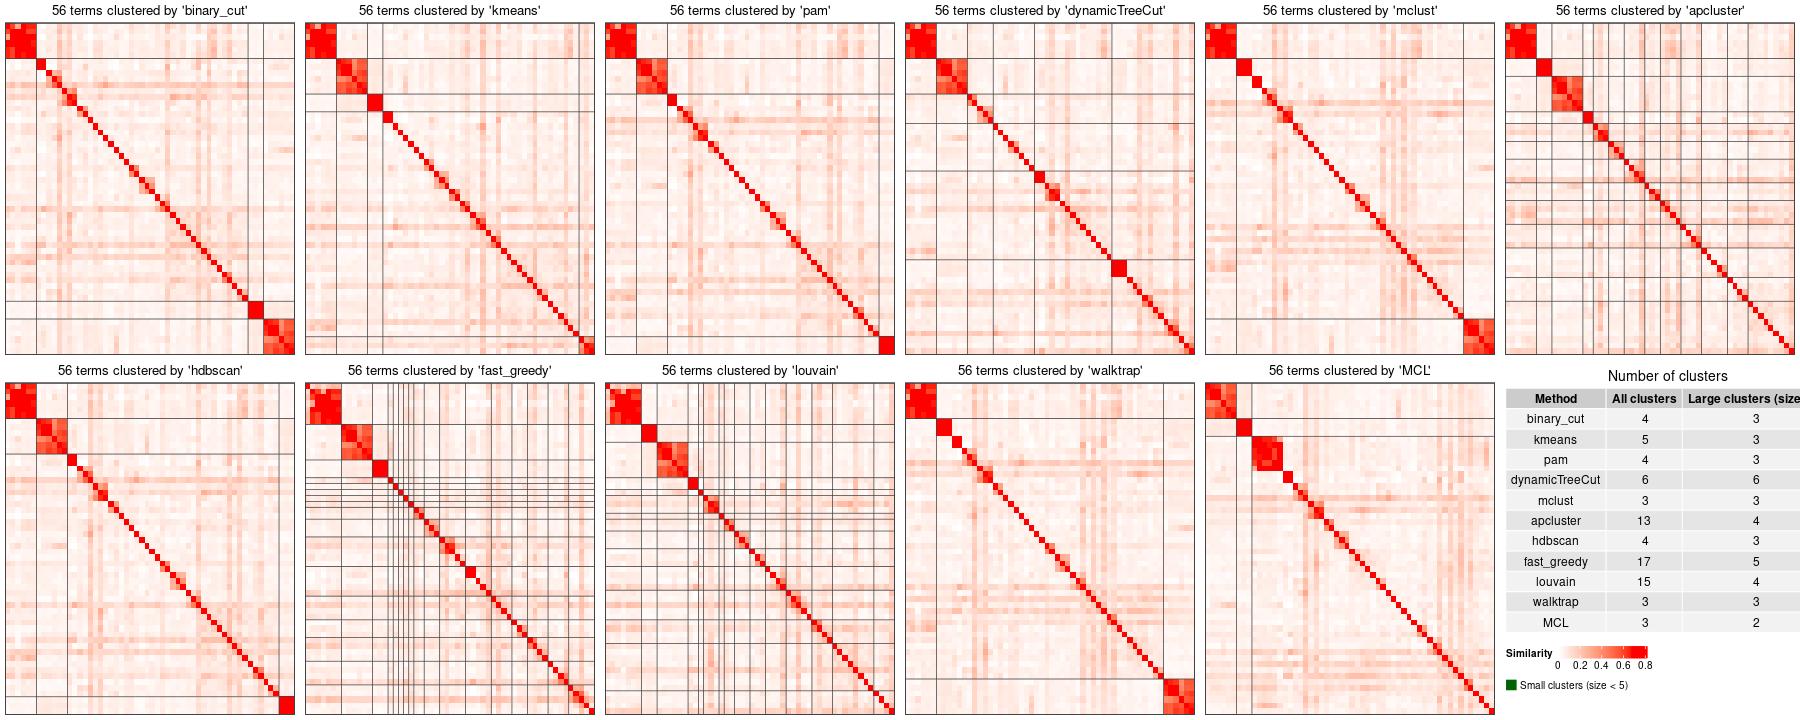 56 terms clustered by 'binary_cut'
56 terms clustered by 'kmeans'
56 terms clustered by 'pam'
56 terms clustered by 'dynamicTreeCut'
56 terms clustered by 'mclust'
56 terms clustered by 'apcluster'
56 terms clustered by 'hdbscan'
56 terms clustered by 'fast_greedy'
56 terms clustered by 'louvain'
56 terms clustered by 'walktrap'
56 terms clustered by 'MCL'
Number of clusters
Method All clusters Large clusters (size
binary_cut 4 3
kmeans 5 3
pam 4 3
dynamicTreeCut 6 6
mclust 3 3
apcluster 13 4
hdbscan 4 3
fast_greedy 17 5
louvain 15 4
walktrap 3 3
MCL 3 2
Similarity
0 0.2 0.4 0.6 0.8
Small clusters (size < 5)